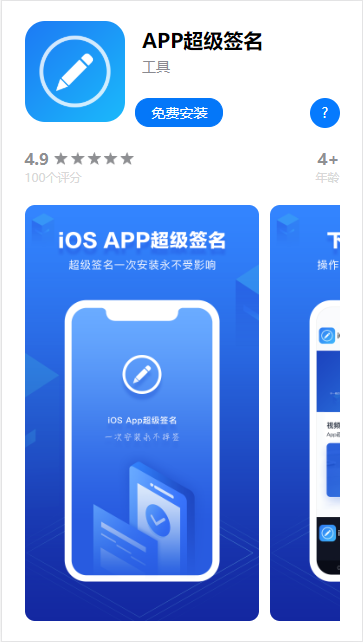 APP超级签名
工具
免费安装
?
4.9 ★★★★★
4+
100个评分
年龄
iOS APP超级签名
超级签名一次安装永不受影响
iOS App超级签名
一次安装永不掉签
下
操作
视频
App